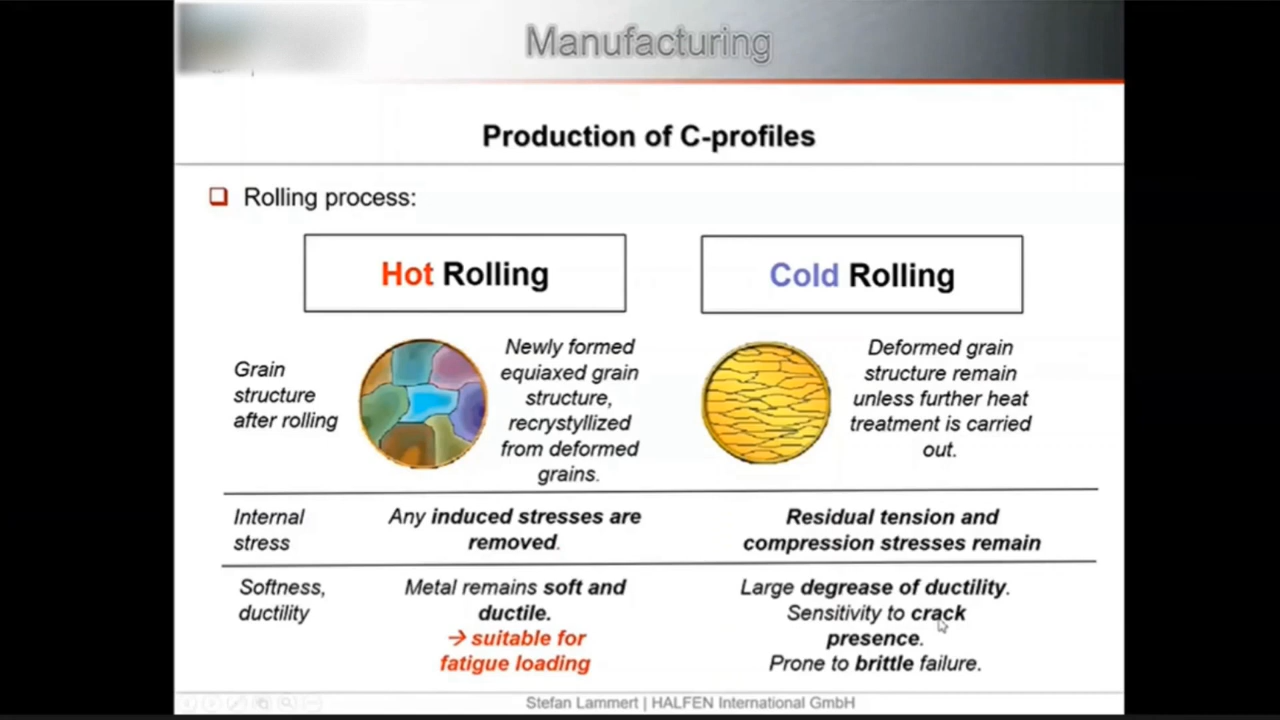 Manufacturing
Production of C-profiles
Rolling process:
Hot Rolling
Cold Rolling
Grain
structure
after rolling
Newly formed
equiaxed grain
structure,
recrystyllized
from deformed
grains.
Deformed grain
structure remain
unless further heat
treatment is carried
out.
Internal
stress
Any induced stresses are
removed.
Residual tension and
compression stresses remain
Softness,
ductility
Metal remains soft and
ductile.
→ suitable for
fatigue loading
Large degrease of ductility.
Sensitivity to crack
presence.
Prone to brittle failure.
Stefan Lammert | HALFEN International GmbH